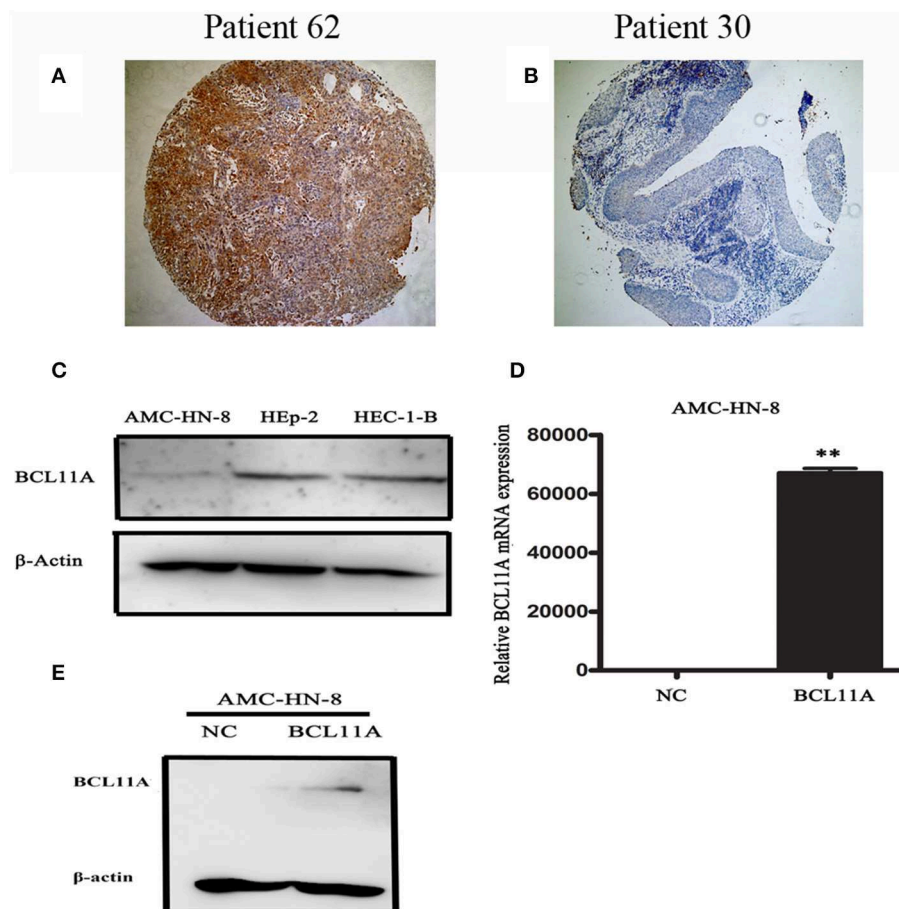 Patient 62
Patient 30
A
B
C
AMC-HN-8 HEp-2 HEC-1-B
BCL11A
β-Actin
D
AMC-HN-8
Relative BCL11A mRNA expression
80000
60000
40000
20000
0
**
NC
BCL11A
E
AMC-HN-8
NC BCL11A
BCL11A
β-actin